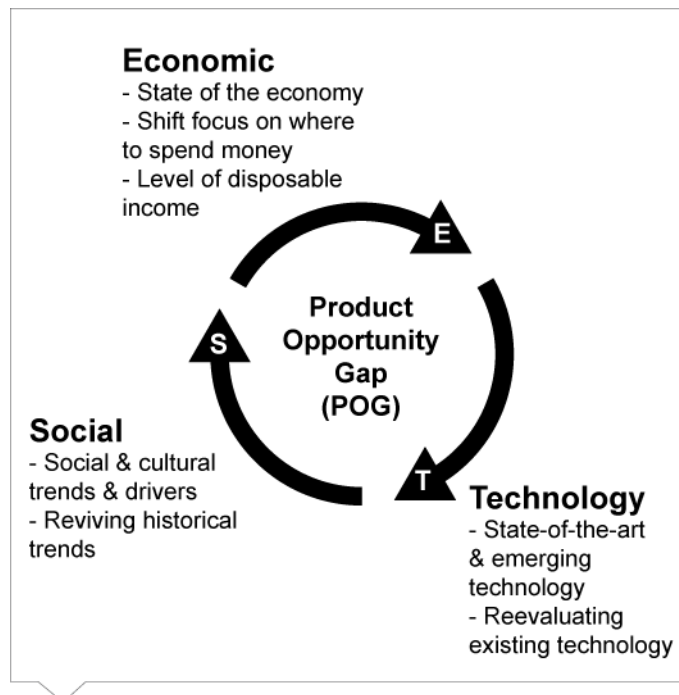 Economic
- State of the economy
- Shift focus on where
to spend money
- Level of disposable
income
E
Product
Opportunity
Gap
(POG)
S
Social
- Social & cultural
trends & drivers
- Reviving historical
trends
T
Technology
- State-of-the-art
& emerging
technology
- Reevaluating
existing technology